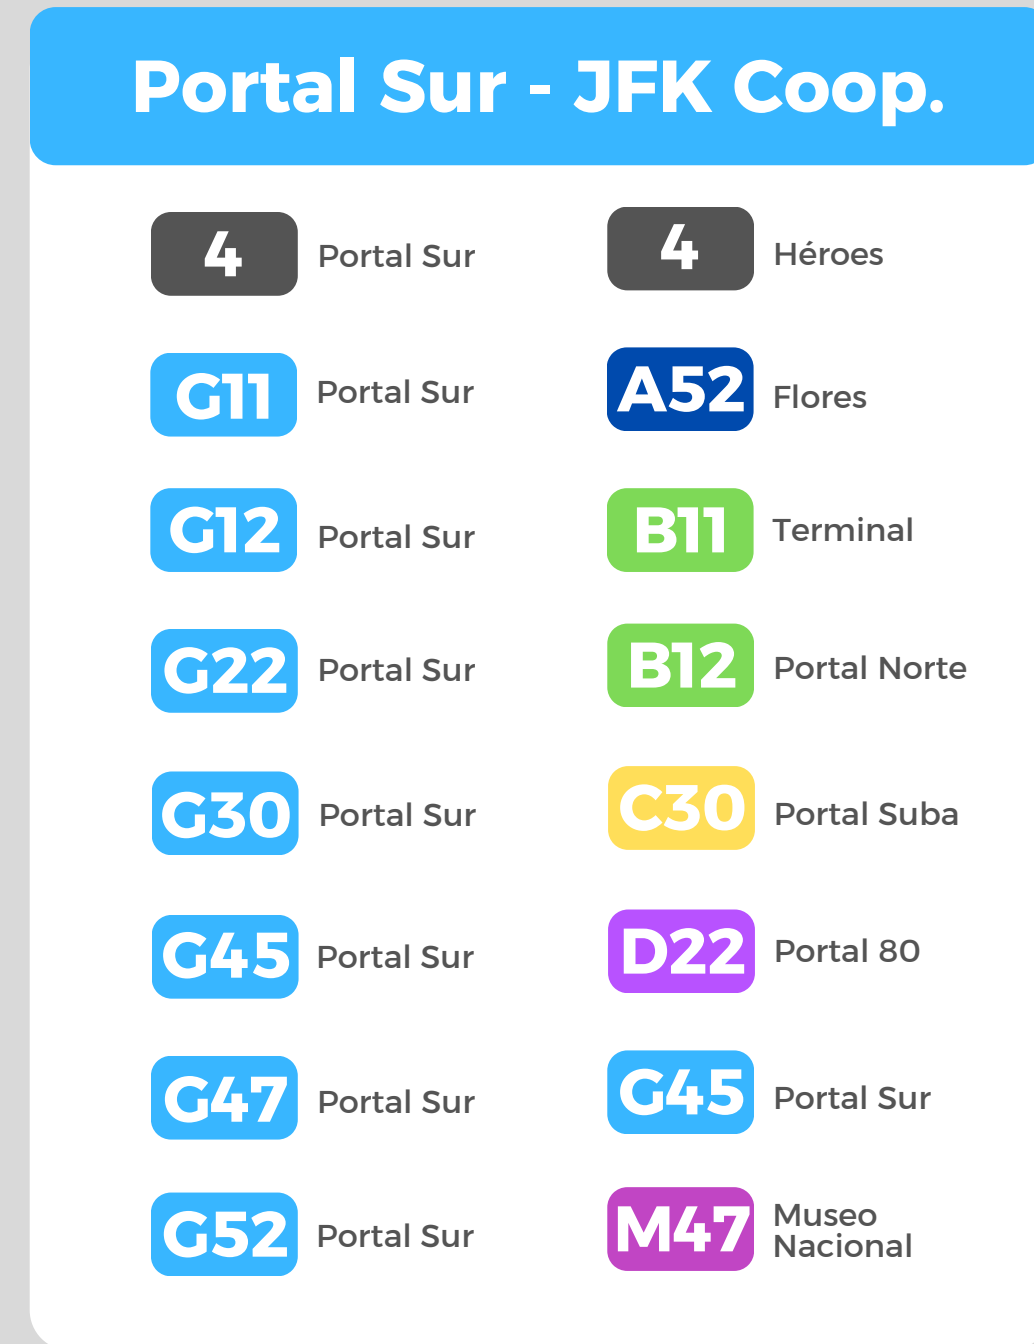 Portal Sur - JFK Coop.
4 Portal Sur
4 Héroes
G11 Portal Sur
A52 Flores
G12 Portal Sur
B11 Terminal
G22 Portal Sur
B12 Portal Norte
G30 Portal Sur
C30 Portal Suba
G45 Portal Sur
D22 Portal 80
G47 Portal Sur
G45 Portal Sur
G52 Portal Sur
M47 Museo
Nacional